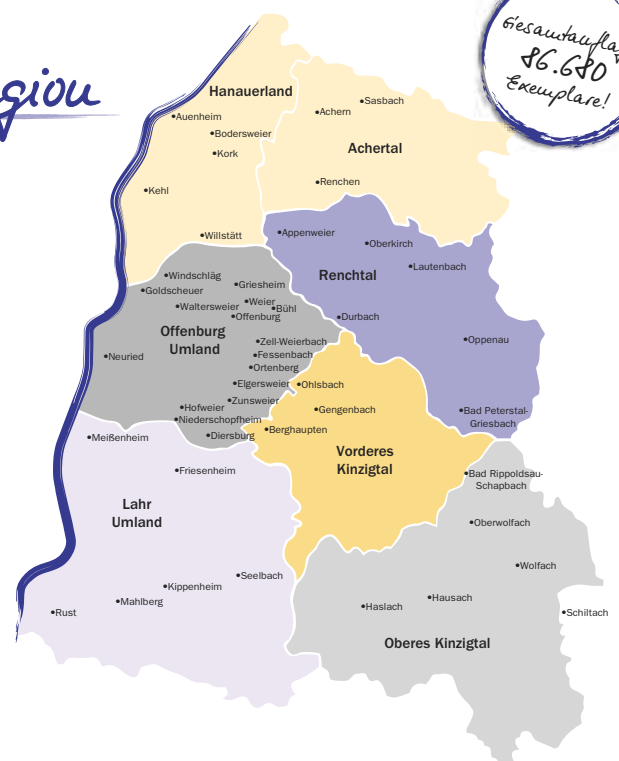 gion
Gesamtauflag
86.680
Exemplare!
Hanauerland
Sasbach
Achern
Auenheim
Bodersweier
Achertal
Kork
Renchen
Kehl
Appenweier
Willstätt
Oberkirch
Lautenbach
Renchtal
Windschläg
Griesheim
Goldscheuer
Weier
Waltersweier
Bühl
Offenburg
Durbach
Offenburg
Umland
Zell-Weierbach
Oppenau
Fessenbach
Neuried
Ortenberg
Elgersweier
Ohlsbach
Zunsweier
Hofweier
Gengenbach
Bad Peterstal-
Griesbach
Niederschopfheim
Berghaupten
Diersburg
Meißenheim
Vorderes
Kinzigtal
Friesenheim
Bad Rippoldsau-
Schapbach
Lahr
Umland
Oberwolfach
Wolfach
Seelbach
Kippenheim
Hausach
Mahlberg
Haslach
Rust
Schiltach
Oberes Kinzigtal